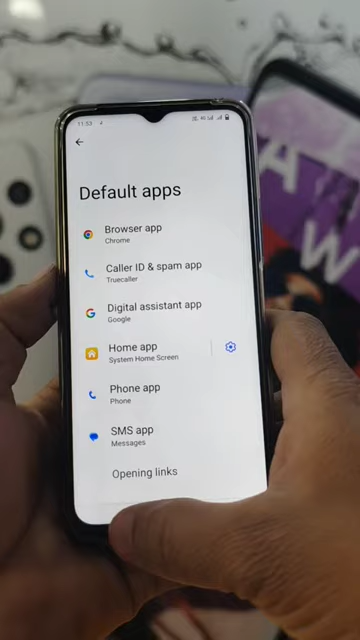 11:53
4G
Default apps
Browser app
Chrome
Caller ID & spam app
Truecaller
Digital assistant app
Google
Home app
System Home Screen
Phone app
Phone
SMS app
Messages
Opening links
A
W